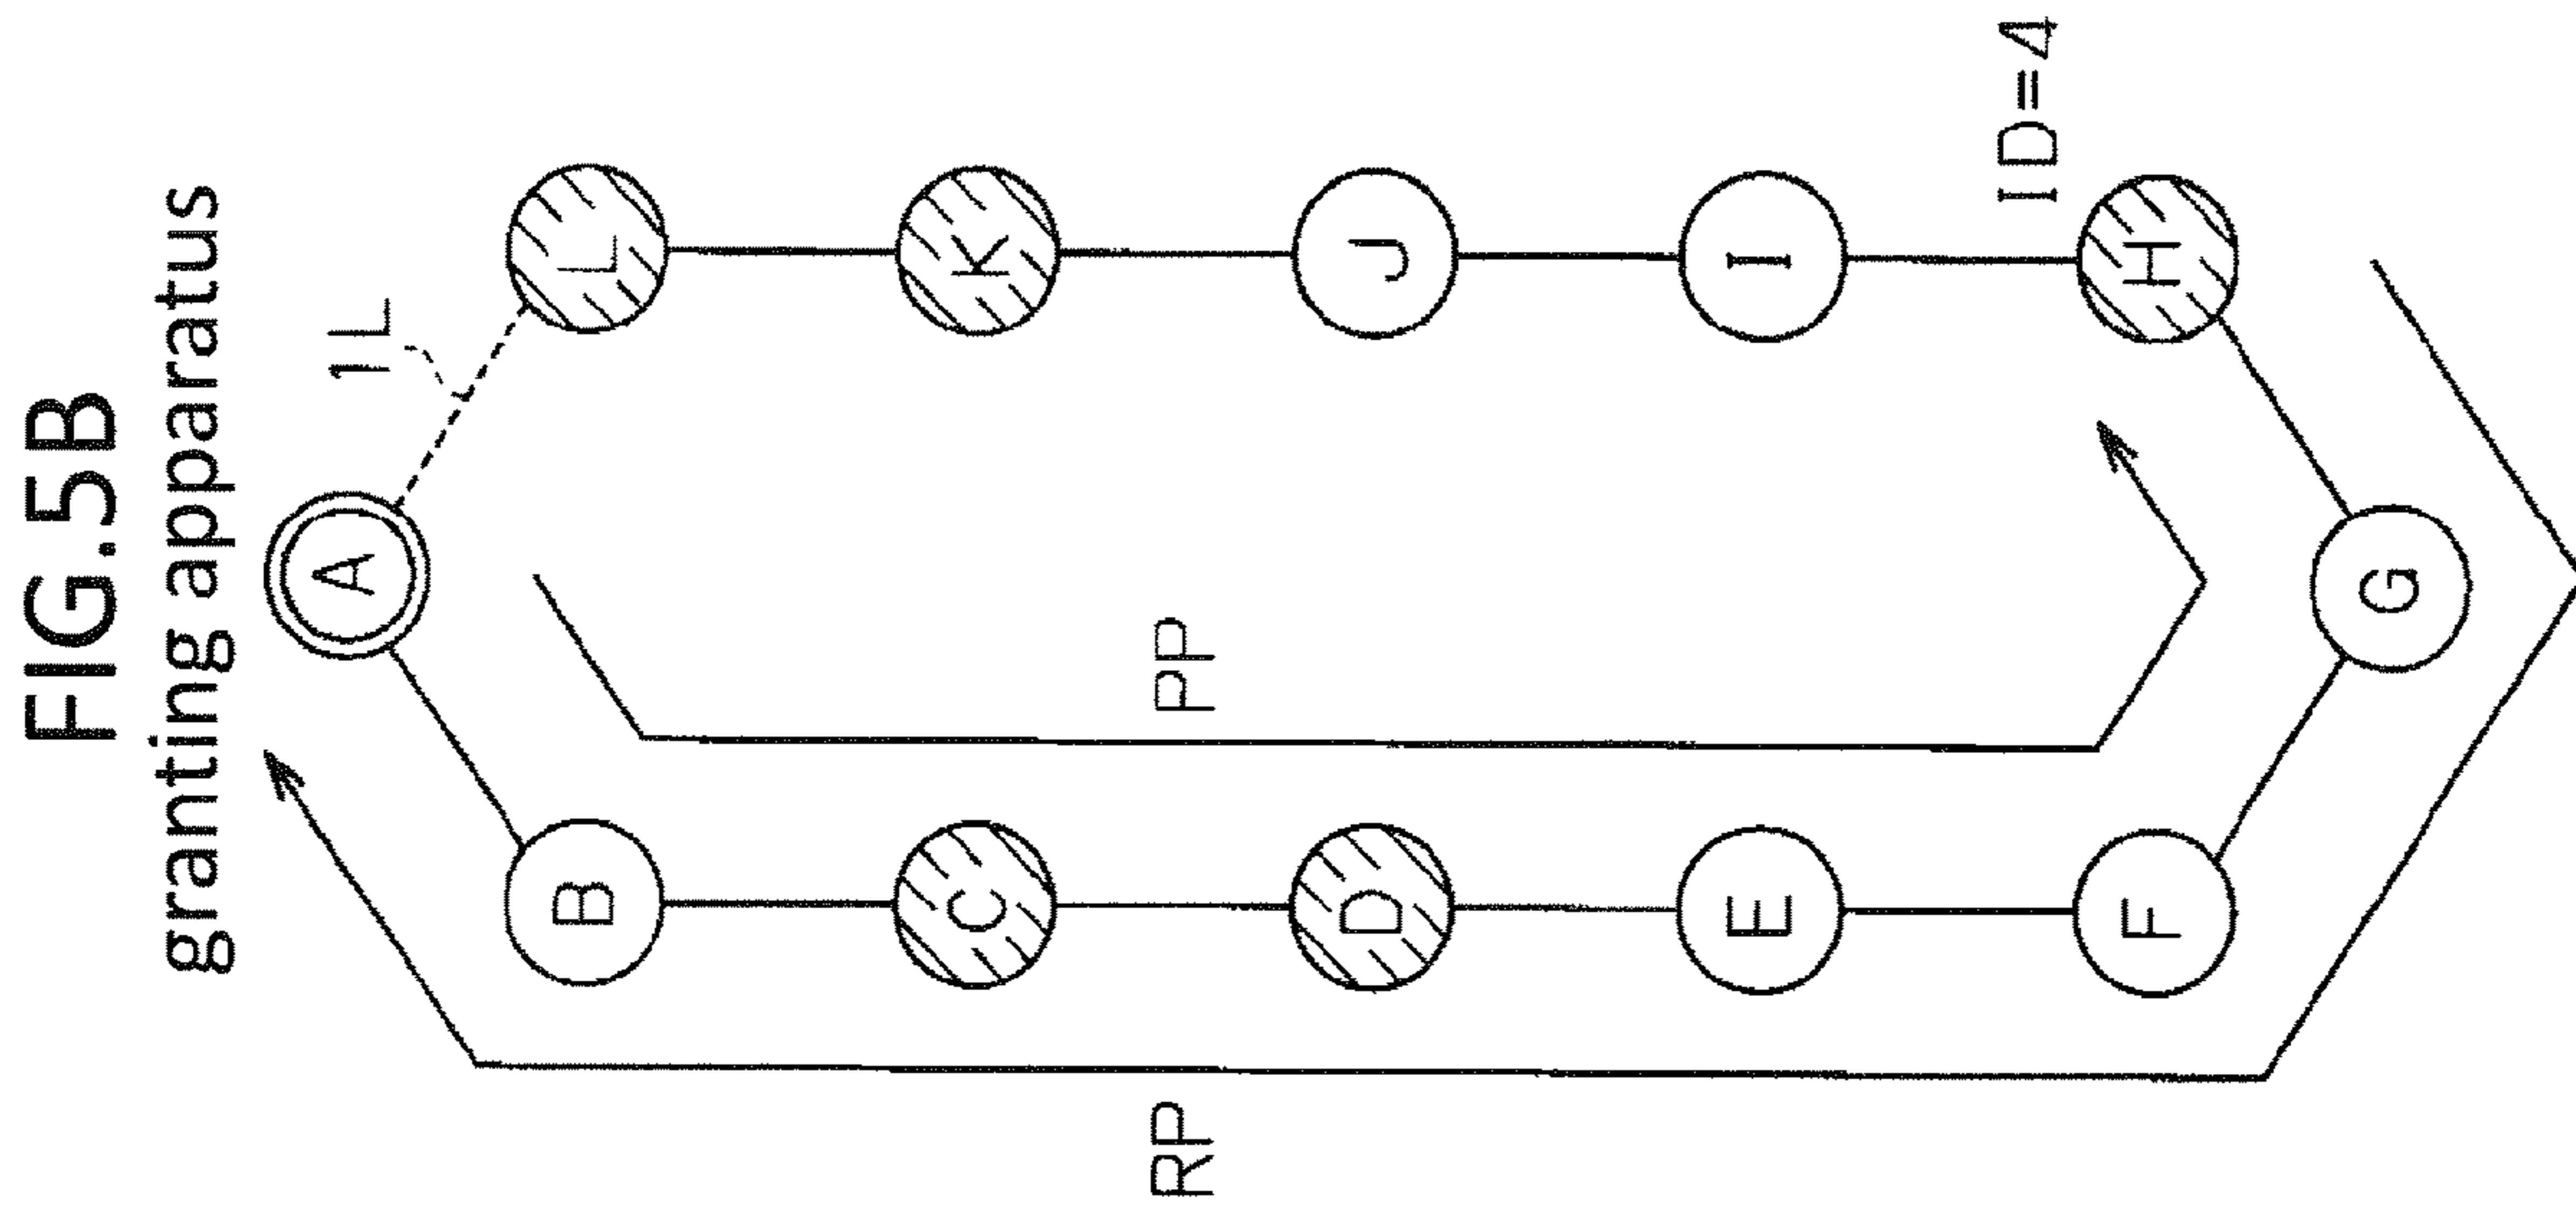 FIG.5B
granting apparatus
A
1L
B
L
C
K
PP
RP
D
J
E
I
ID=4
F
H
G